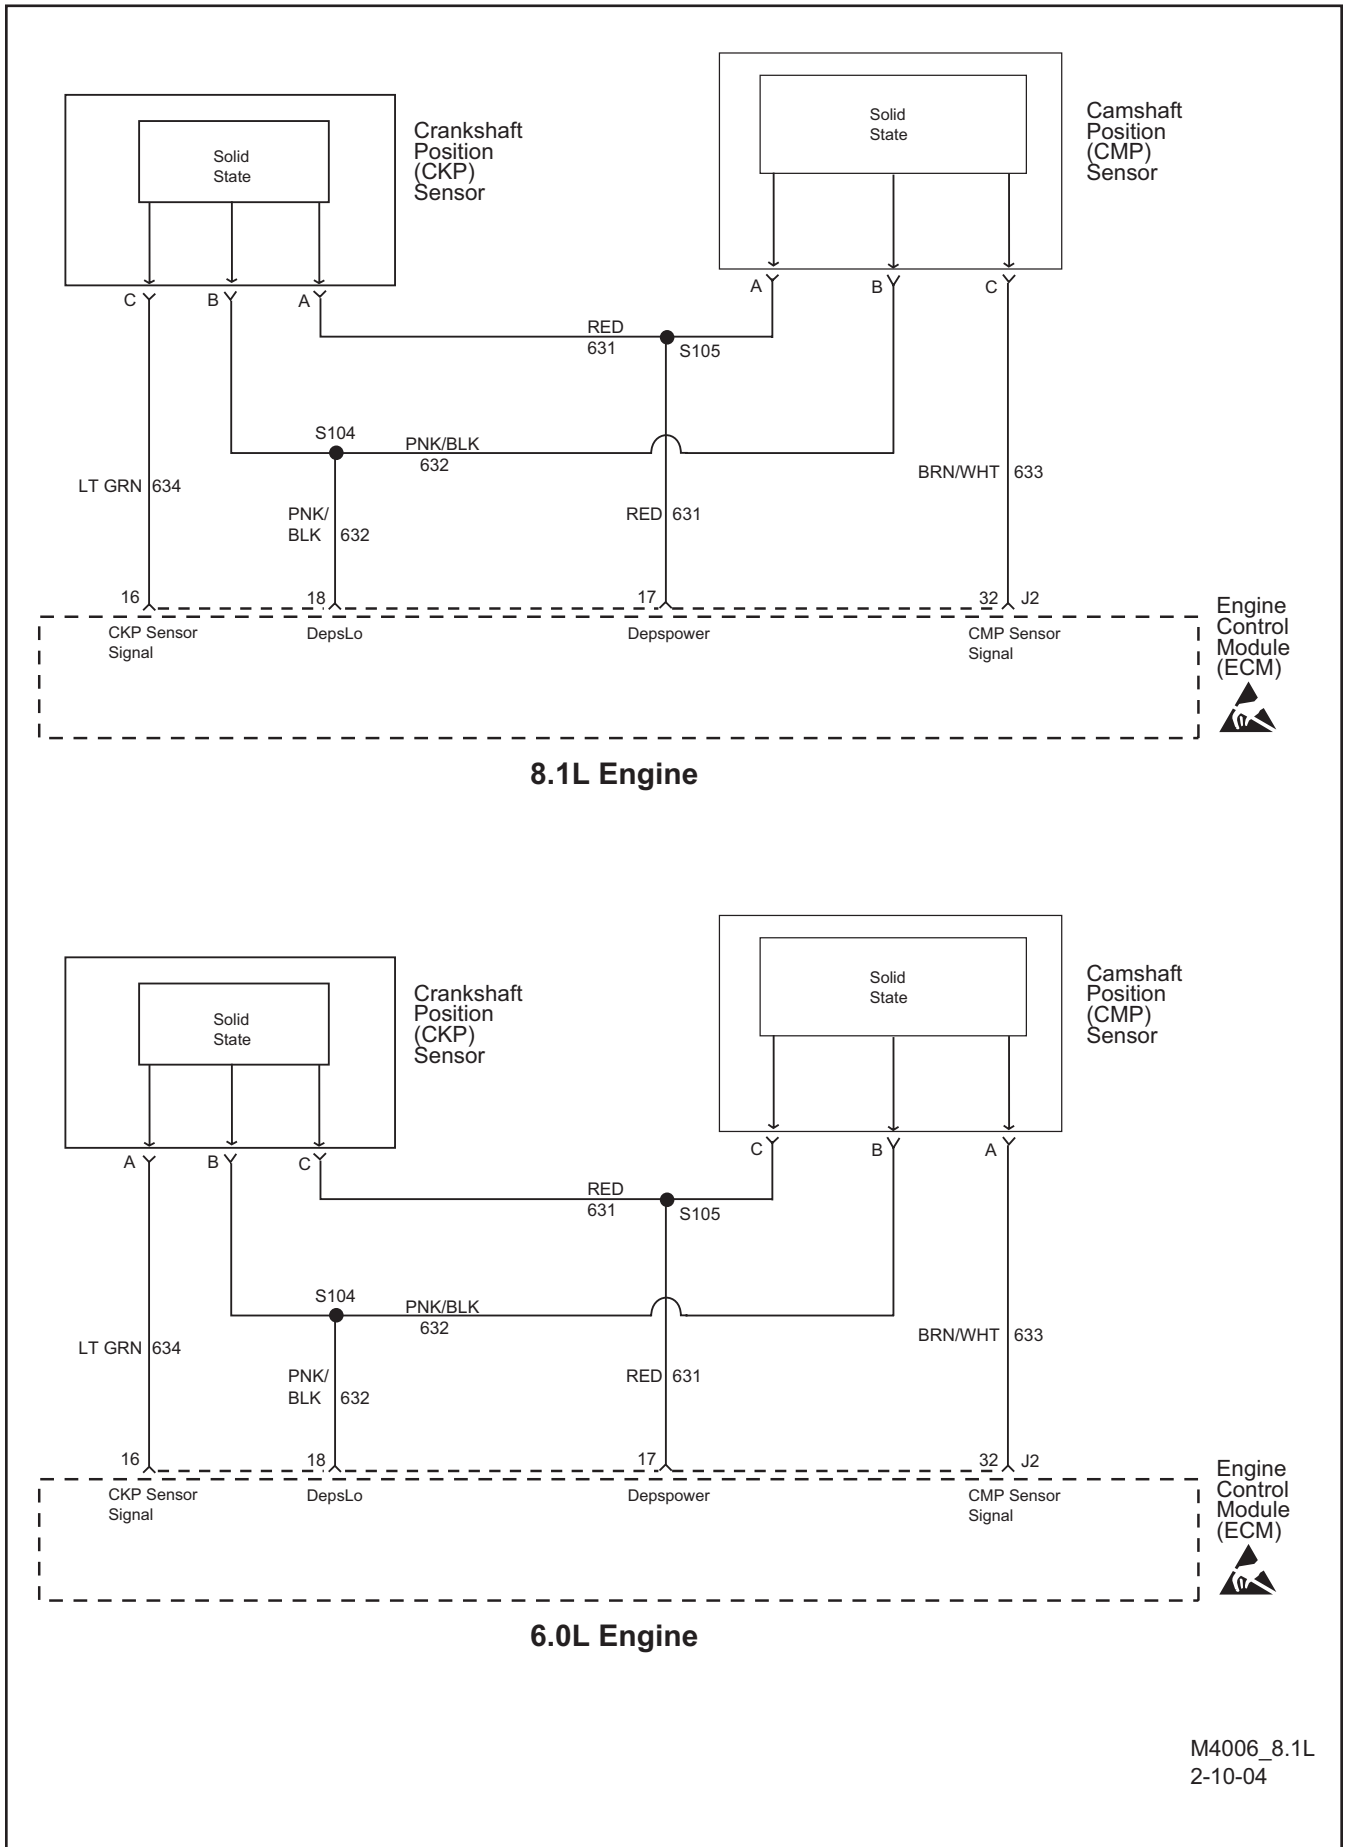 Solid
State
Crankshaft
Position
(CKP)
Sensor
Solid
State
Camshaft
Position
(CMP)
Sensor
C B A
A B C
RED
631
S105
S104
PNK/BLK
632
LT GRN 634
PNK/
BLK 632
RED 631
BRN/WHT 633
16 18 17 32 J2
CKP Sensor
Signal
DepsLo
Depspower
CMP Sensor
Signal
Engine
Control
Module
(ECM)
8.1L Engine
Solid
State
Crankshaft
Position
(CKP)
Sensor
Solid
State
Camshaft
Position
(CMP)
Sensor
A B C
C B A
RED
631
S105
S104
PNK/BLK
632
LT GRN 634
PNK/
BLK 632
RED 631
BRN/WHT 633
16 18 17 32 J2
CKP Sensor
Signal
DepsLo
Depspower
CMP Sensor
Signal
Engine
Control
Module
(ECM)
6.0L Engine
M4006_8.1L
2-10-04